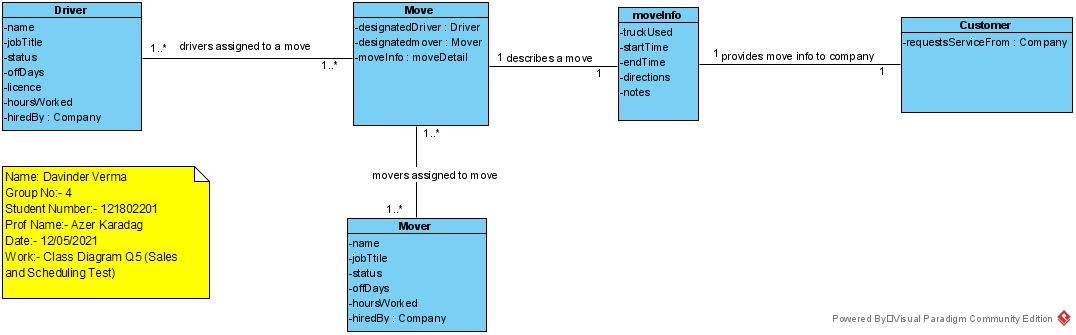 Driver
-name
-jobTitle
-status
-offDays
-licence
-hoursWorked
-hiredBy : Company
1..*
drivers assigned to a move
1..*
Move
-designatedDriver : Driver
-designatedmover : Mover
-moveInfo : moveDetail
1
describes a move
1
moveInfo
-truckUsed
-startTime
-endTime
-directions
-notes
1
provides move info to company
1
Customer
-requestsServiceFrom : Company
1..*
movers assigned to move
1..*
Mover
-name
-jobTtile
-status
-offDays
-hoursWorked
-hiredBy : Company
Name: Davinder Verma
Group No:- 4
Student Number:- 121802201
Prof Name:- Azer Karadag
Date:- 12/05/2021
Work:- Class Diagram Q5 (Sales
and Scheduling Test)
Powered By□Visual Paradigm Community Edition